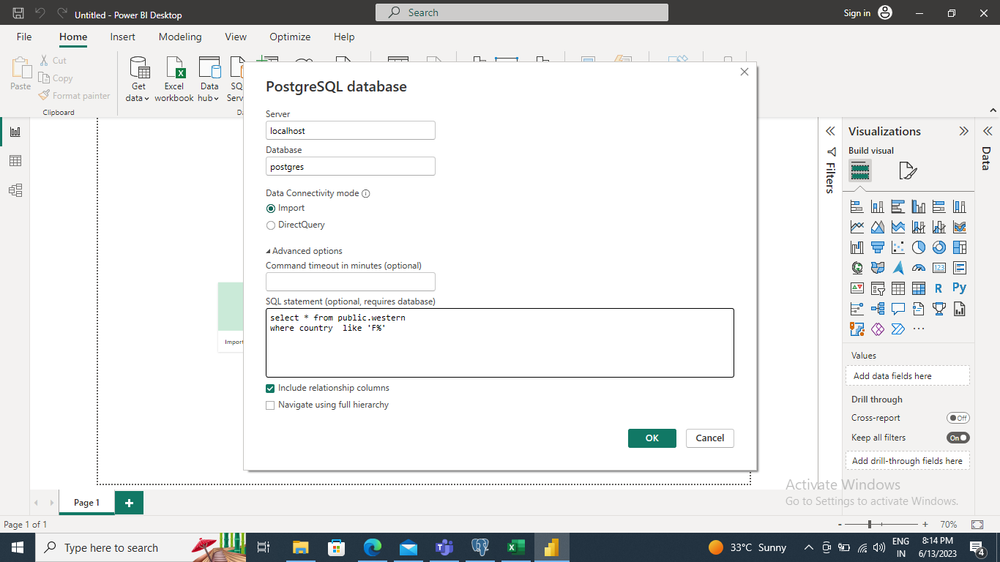 Untitled - Power BI Desktop
Search
Sign in
File
Home
Insert
Modeling
View
Optimize
Help
Paste
Cut
Copy
Format painter
Clipboard
Get
data
Excel
workbook
Data
hub
PostgreSQL database
Server
localhost
Database
postgres
Data Connectivity mode
Import
DirectQuery
Advanced options
Command timeout in minutes (optional)
SQL statement (optional, requires database)
select * from public.western
where country  like 'F%'
Include relationship columns
Navigate using full hierarchy
OK
Cancel
Import
Filters
Visualizations
Build visual
123
R
Py
Values
Add data fields here
Drill through
Cross-report
Off
Keep all filters
On
Add drill-through fields here
Data
Activate Windows
Go to Settings to activate Windows.
Page 1
Page 1 of 1
- + 70%
Type here to search
33°C Sunny
ENG
IN
8:14 PM
6/13/2023
4